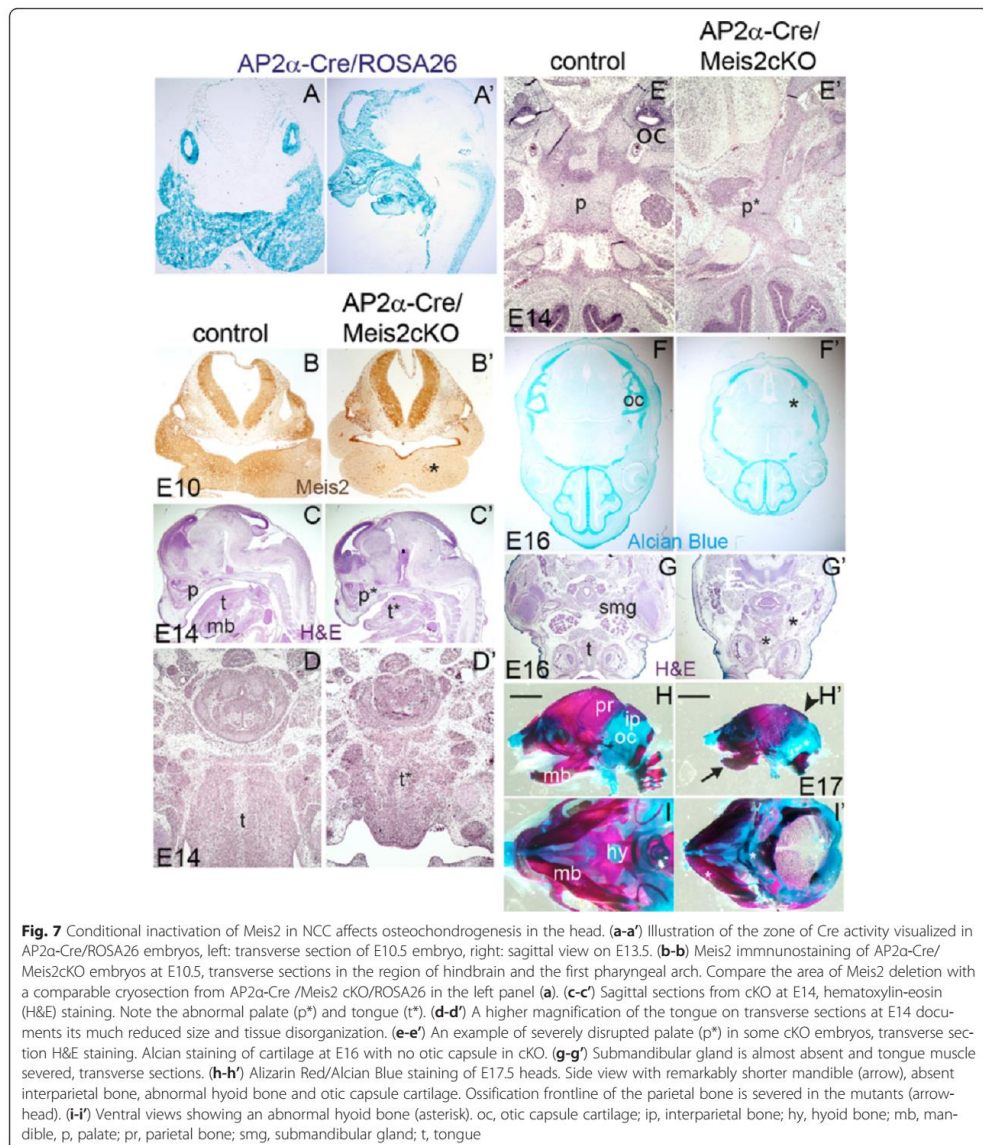 AP2α-Cre/ROSA26
A
A'
control
AP2α-Cre/
Meis2cKO
E
oc
p
E14
E'
p*
control
AP2α-Cre/
Meis2cKO
B
E10
Meis2
B'
*
C
p
t
mb
E14
C'
p*
t*
H&E
D
t
E14
D'
t*
F
oc
E16
F'
*
Alcian Blue
G
smg
t
E16
G'
*
*
H&E
H
pr
ip
oc
mb
H'
E17
I
hy
mb
I'
*
*
Fig. 7 Conditional inactivation of Meis2 in NCC affects osteochondrogenesis in the head. (a-a′) Illustration of the zone of Cre activity visualized in
AP2α-Cre/ROSA26 embryos, left: transverse section of E10.5 embryo, right: sagittal view on E13.5. (b-b) Meis2 immnunostaining of AP2α-Cre/
Meis2cKO embryos at E10.5, transverse sections in the region of hindbrain and the first pharyngeal arch. Compare the area of Meis2 deletion with
a comparable cryosection from AP2α-Cre /Meis2 cKO/ROSA26 in the left panel (a). (c-c′) Sagittal sections from cKO at E14, hematoxylin-eosin
(H&E) staining. Note the abnormal palate (p*) and tongue (t*). (d-d′) A higher magnification of the tongue on transverse sections at E14 docu-
ments its much reduced size and tissue disorganization. (e-e′) An example of severely disrupted palate (p*) in some cKO embryos, transverse sec-
tion H&E staining. Alcian staining of cartilage at E16 with no otic capsule in cKO. (g-g′) Submandibular gland is almost absent and tongue muscle
severed, transverse sections. (h-h′) Alizarin Red/Alcian Blue staining of E17.5 heads. Side view with remarkably shorter mandible (arrow), absent
interparietal bone, abnormal hyoid bone and otic capsule cartilage. Ossification frontline of the parietal bone is severed in the mutants (arrow-
head). (i-i′) Ventral views showing an abnormal hyoid bone (asterisk). oc, otic capsule cartilage; ip, interparietal bone; hy, hyoid bone; mb, man-
dible, p, palate; pr, parietal bone; smg, submandibular gland; t, tongue